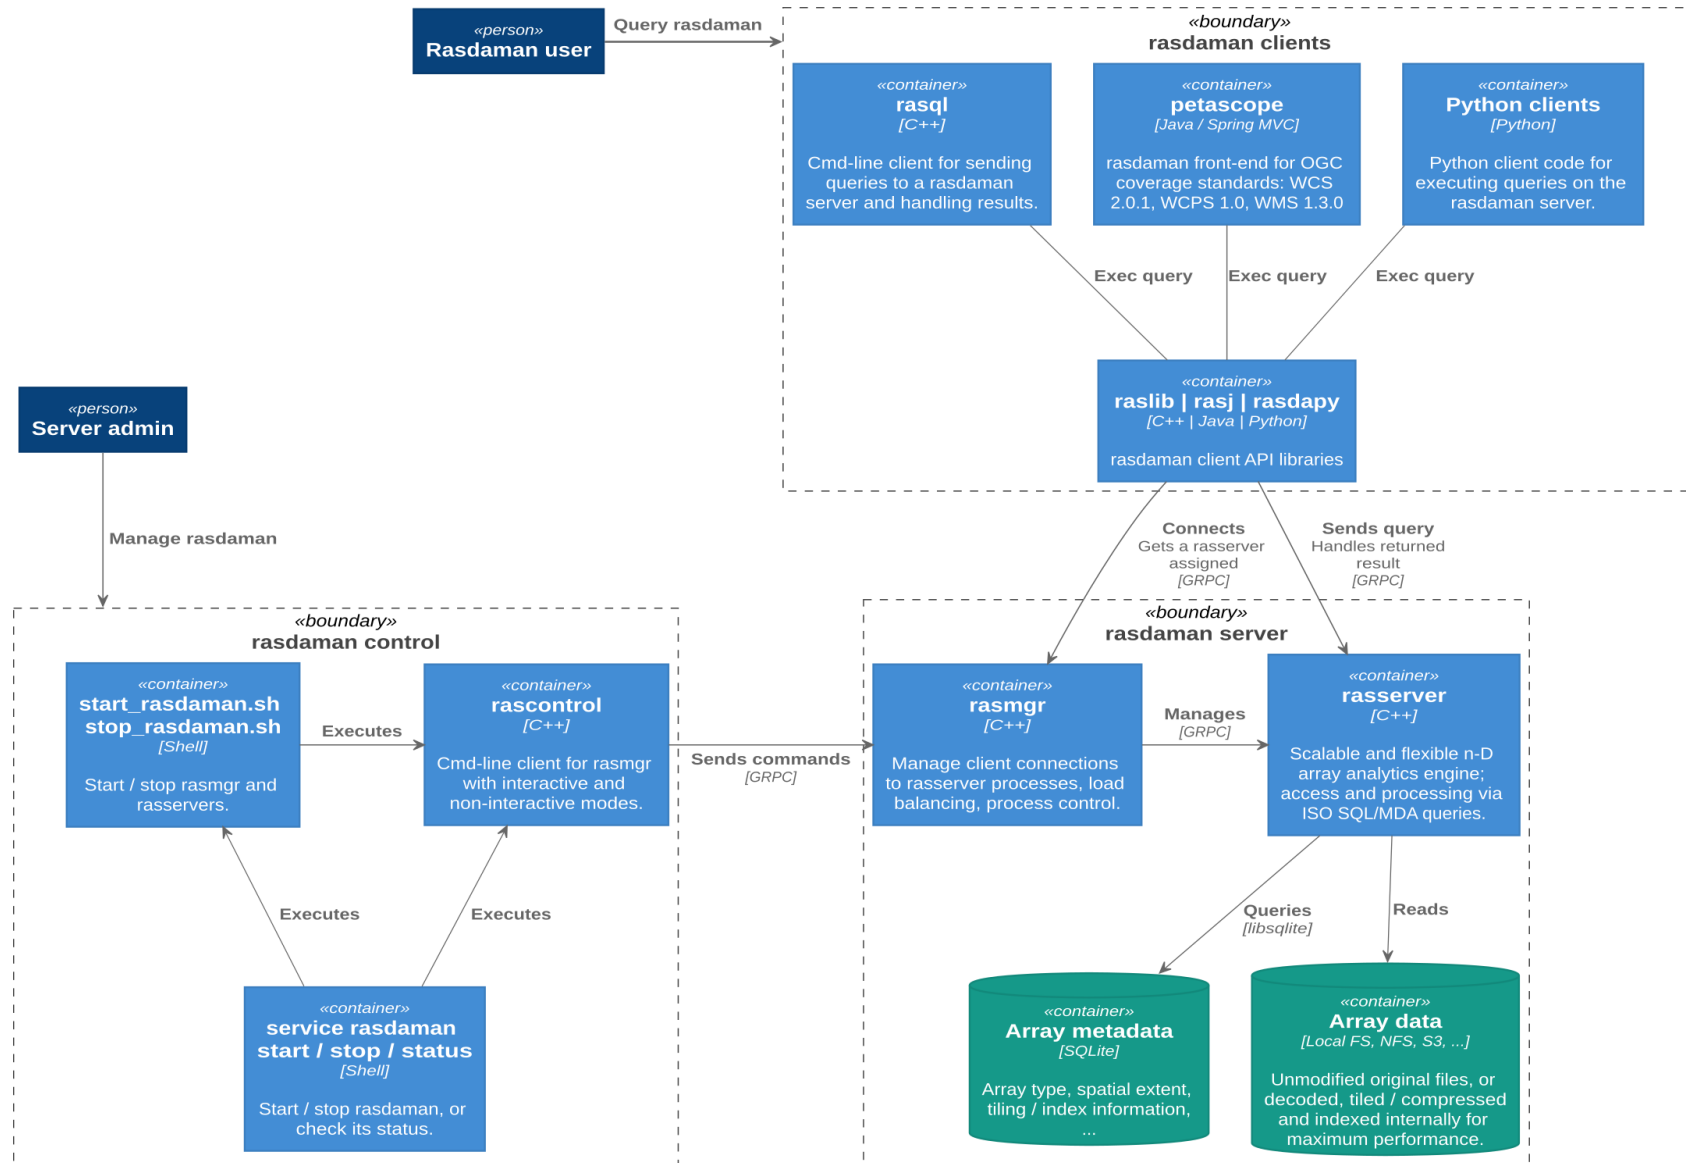 «person»
Rasdaman user
Query rasdaman
«boundary»
rasdaman clients
«container»
rasql
[C++]
Cmd-line client for sending
queries to a rasdaman
server and handling results.
«container»
petascope
[Java / Spring MVC]
rasdaman front-end for OGC
coverage standards: WCS
2.0.1, WCPS 1.0, WMS 1.3.0
«container»
Python clients
[Python]
Python client code for
executing queries on the
rasdaman server.
Exec query
Exec query
Exec query
«container»
raslib | rasj | rasdapy
[C++ | Java | Python]
rasdaman client API libraries
«person»
Server admin
Manage rasdaman
Connects
Gets a rasserver
assigned
[GRPC]
Sends query
Handles returned
result
[GRPC]
«boundary»
rasdaman control
«container»
start_rasdaman.sh
stop_rasdaman.sh
[Shell]
Start / stop rasmgr and
rasservers.
Executes
«container»
rascontrol
[C++]
Cmd-line client for rasmgr
with interactive and
non-interactive modes.
Sends commands
[GRPC]
Executes
Executes
«container»
service rasdaman
start / stop / status
[Shell]
Start / stop rasdaman, or
check its status.
«boundary»
rasdaman server
«container»
rasmgr
[C++]
Manage client connections
to rasserver processes, load
balancing, process control.
Manages
[GRPC]
«container»
rasserver
[C++]
Scalable and flexible n-D
array analytics engine;
access and processing via
ISO SQL/MDA queries.
Queries
[libsqlite]
Reads
«container»
Array metadata
[SQLite]
Array type, spatial extent,
tiling / index information,
...
«container»
Array data
[Local FS, NFS, S3, ...]
Unmodified original files, or
decoded, tiled / compressed
and indexed internally for
maximum performance.